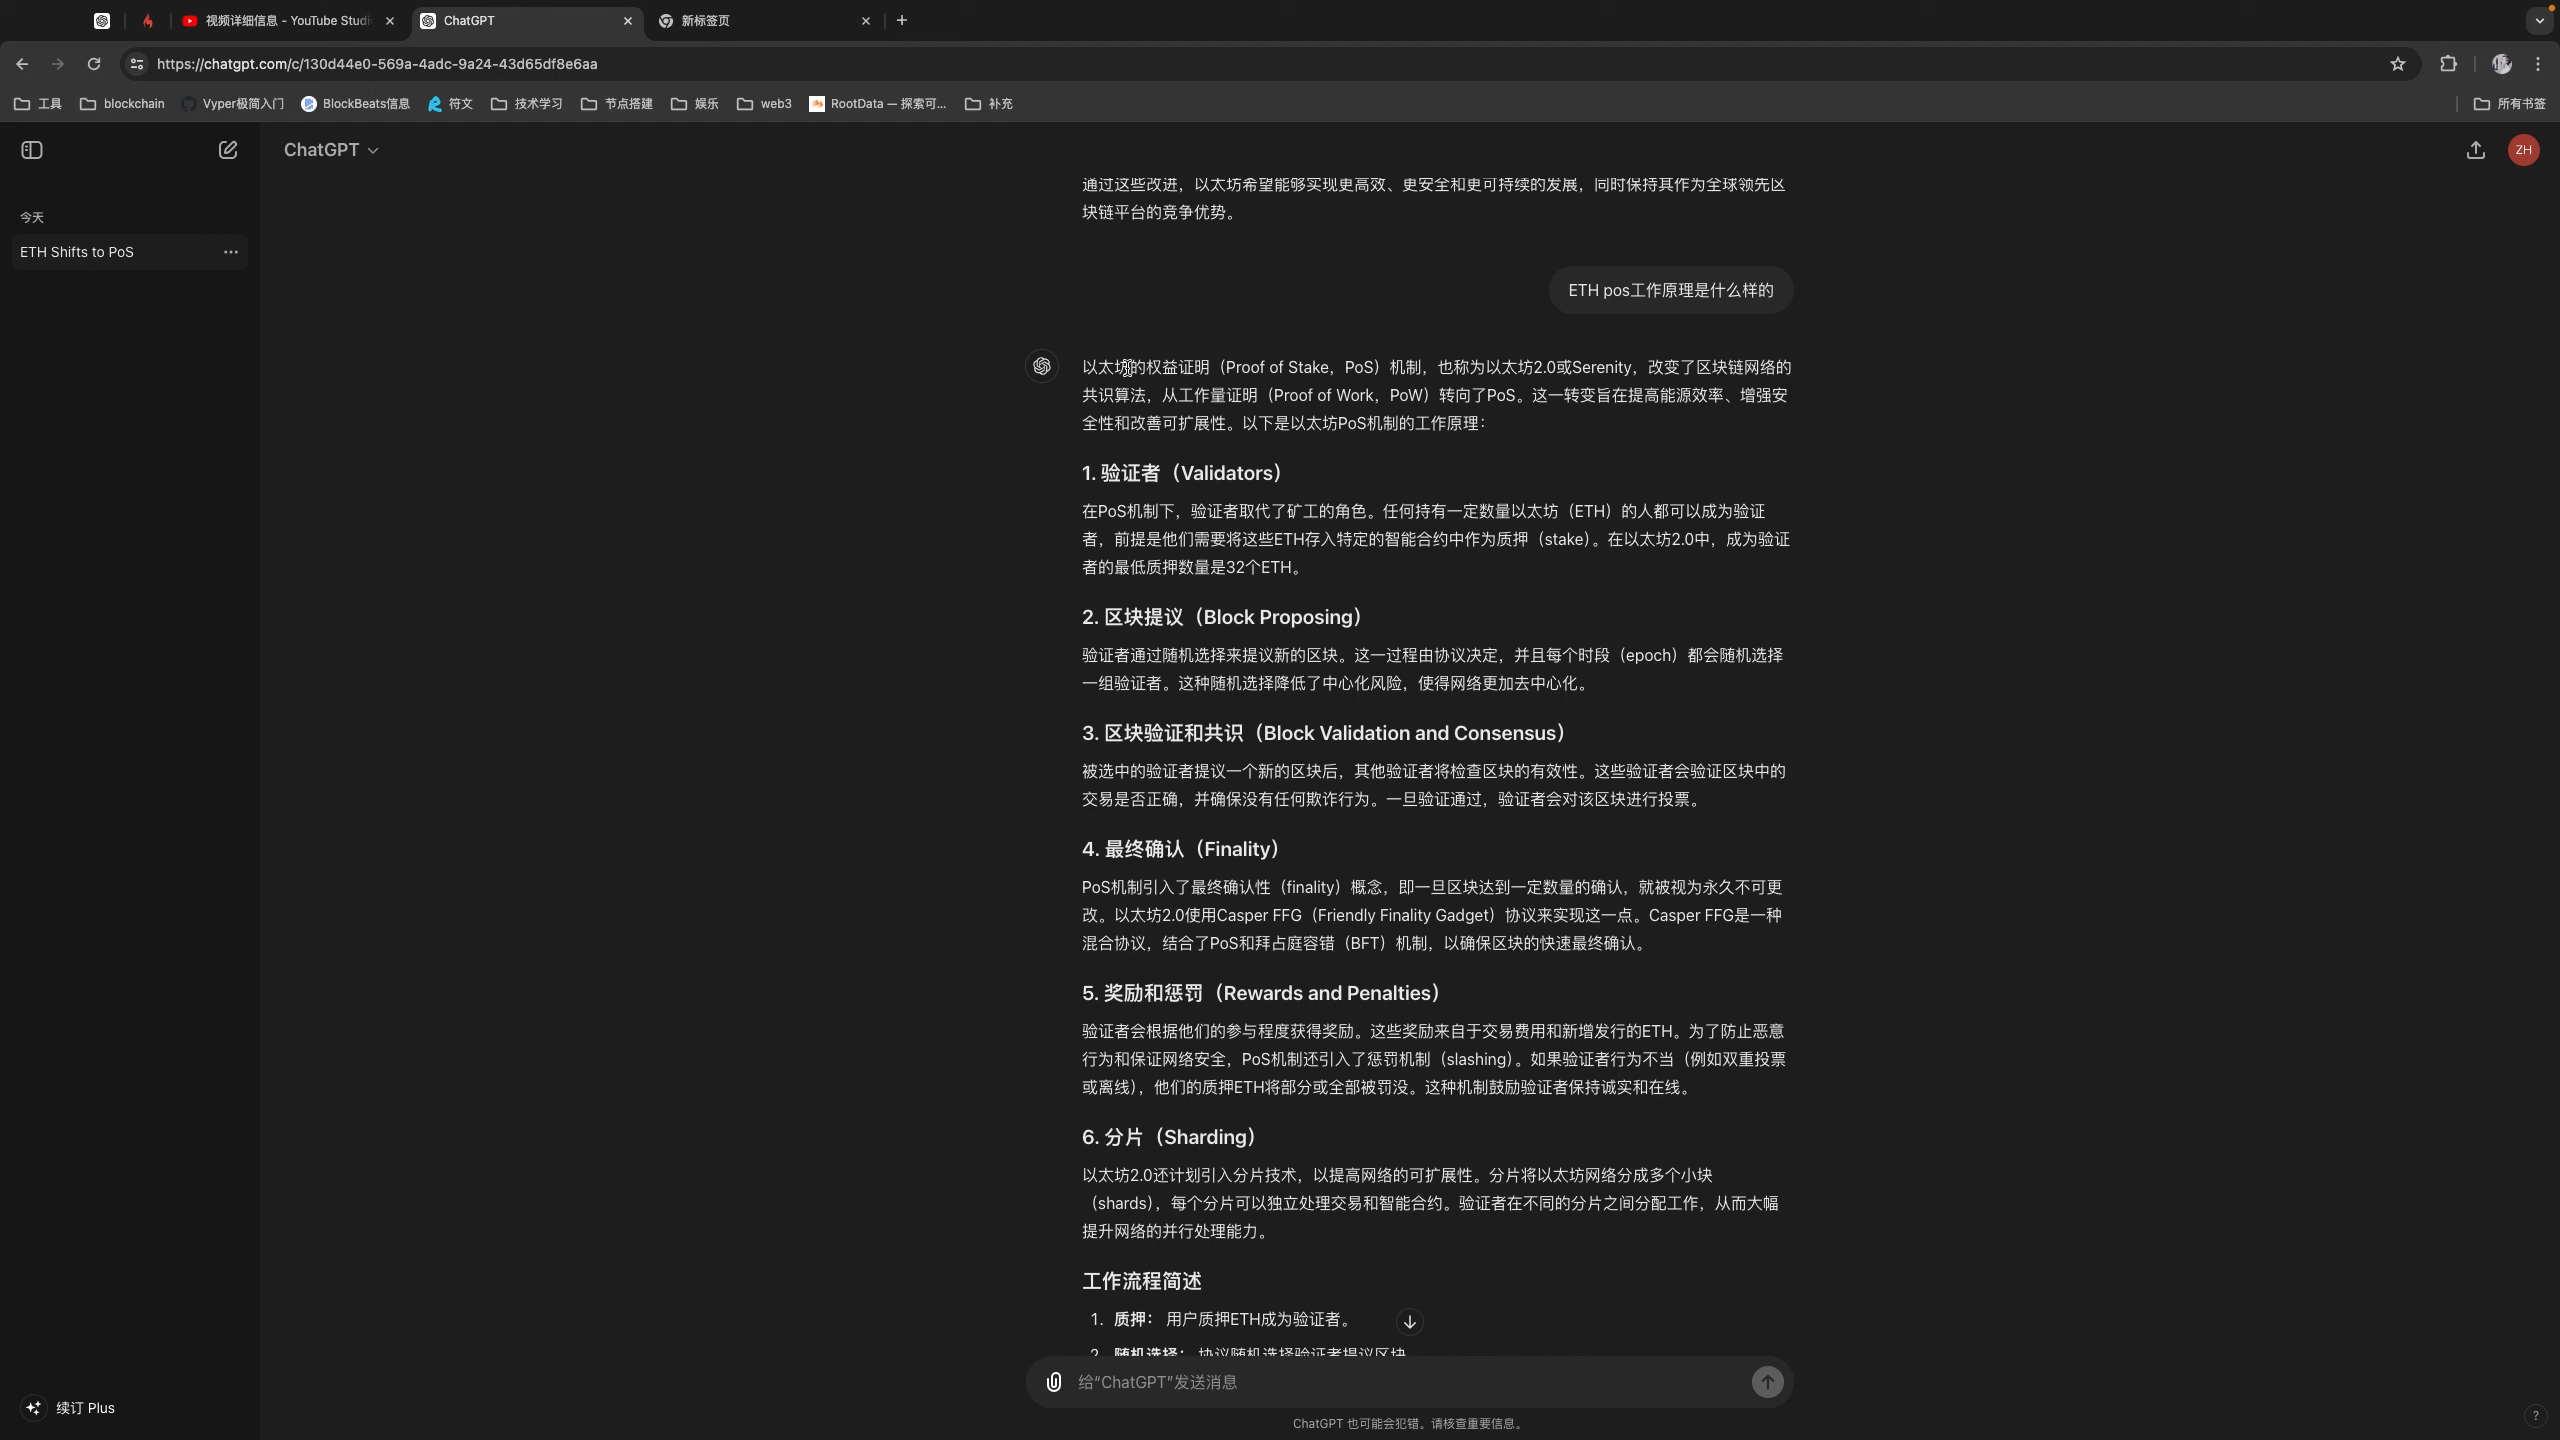 视频详细信息 - YouTube Studi
ChatGPT
新标签页
https://chatgpt.com/c/130d44e0-569a-4adc-9a24-43d65df8e6aa
工具
blockchain
Vyper极简入门
BlockBeats信息
符文
技术学习
节点搭建
娱乐
web3
RootData — 探索可...
补充
所有书签
ChatGPT
ZH
今天
ETH Shifts to PoS
通过这些改进，以太坊希望能够实现更高效、更安全和更可持续的发展，同时保持其作为全球领先区
块链平台的竞争优势。
ETH pos工作原理是什么样的
以太坊的权益证明（Proof of Stake，PoS）机制，也称为以太坊2.0或Serenity，改变了区块链网络的
共识算法，从工作量证明（Proof of Work，PoW）转向了PoS。这一转变旨在提高能源效率、增强安
全性和改善可扩展性。以下是以太坊PoS机制的工作原理：
1. 验证者（Validators）
在PoS机制下，验证者取代了矿工的角色。任何持有一定数量以太坊（ETH）的人都可以成为验证
者，前提是他们需要将这些ETH存入特定的智能合约中作为质押（stake）。在以太坊2.0中，成为验证
者的最低质押数量是32个ETH。
2. 区块提议（Block Proposing）
验证者通过随机选择来提议新的区块。这一过程由协议决定，并且每个时段（epoch）都会随机选择
一组验证者。这种随机选择降低了中心化风险，使得网络更加去中心化。
3. 区块验证和共识（Block Validation and Consensus）
被选中的验证者提议一个新的区块后，其他验证者将检查区块的有效性。这些验证者会验证区块中的
交易是否正确，并确保没有任何欺诈行为。一旦验证通过，验证者会对该区块进行投票。
4. 最终确认（Finality）
PoS机制引入了最终确认性（finality）概念，即一旦区块达到一定数量的确认，就被视为永久不可更
改。以太坊2.0使用Casper FFG（Friendly Finality Gadget）协议来实现这一点。Casper FFG是一种
混合协议，结合了PoS和拜占庭容错（BFT）机制，以确保区块的快速最终确认。
5. 奖励和惩罚（Rewards and Penalties）
验证者会根据他们的参与程度获得奖励。这些奖励来自于交易费用和新增发行的ETH。为了防止恶意
行为和保证网络安全，PoS机制还引入了惩罚机制（slashing）。如果验证者行为不当（例如双重投票
或离线），他们的质押ETH将部分或全部被罚没。这种机制鼓励验证者保持诚实和在线。
6. 分片（Sharding）
以太坊2.0还计划引入分片技术，以提高网络的可扩展性。分片将以太坊网络分成多个小块
（shards），每个分片可以独立处理交易和智能合约。验证者在不同的分片之间分配工作，从而大幅
提升网络的并行处理能力。
工作流程简述
1. 质押： 用户质押ETH成为验证者。
2. 随机选择： 协议随机选择验证者提议区块
给“ChatGPT”发送消息
续订 Plus
ChatGPT 也可能会犯错。请核查重要信息。
?